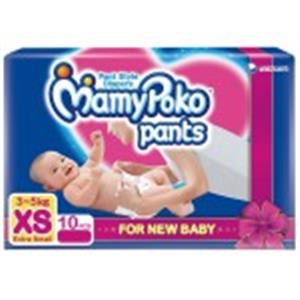 Pant Style
Diapers
unicharm
MamyPoko
pants
3~5kg
XS
Extra Small
10
FOR NEW BABY